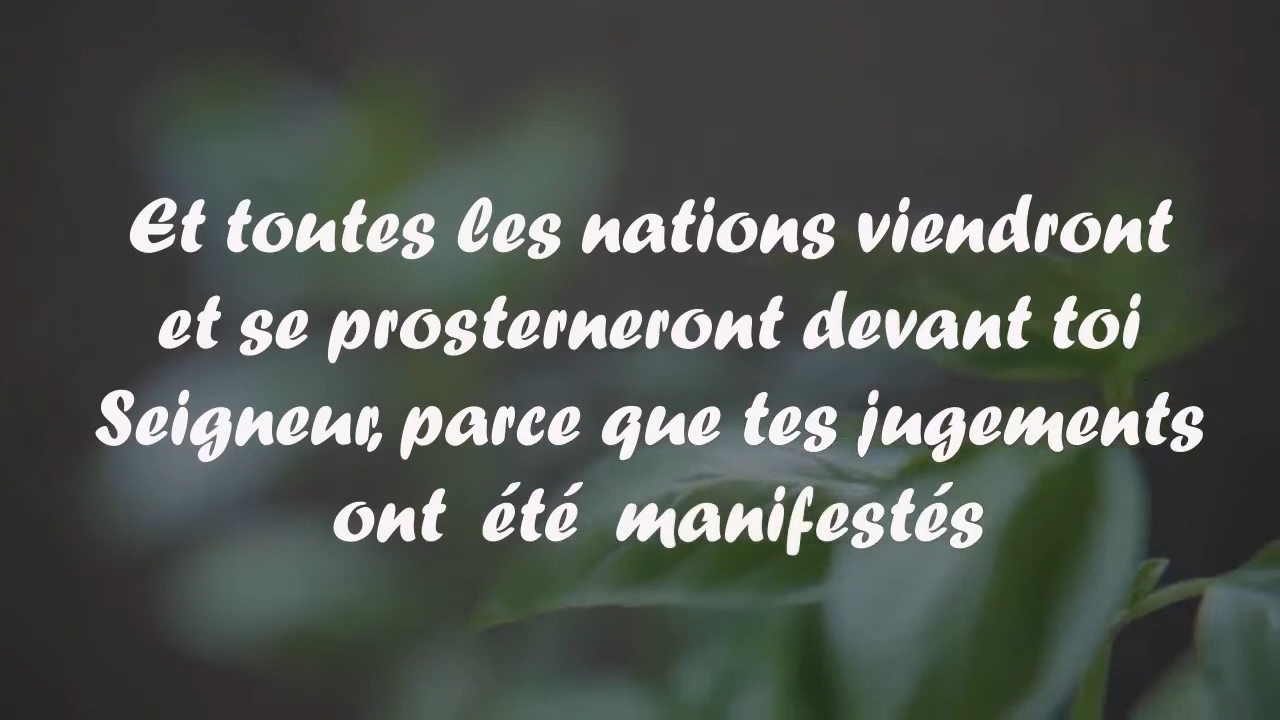 Et toutes les nations viendront
et se prosterneront devant toi
Seigneur, parce que tes jugements
ont été manifestés